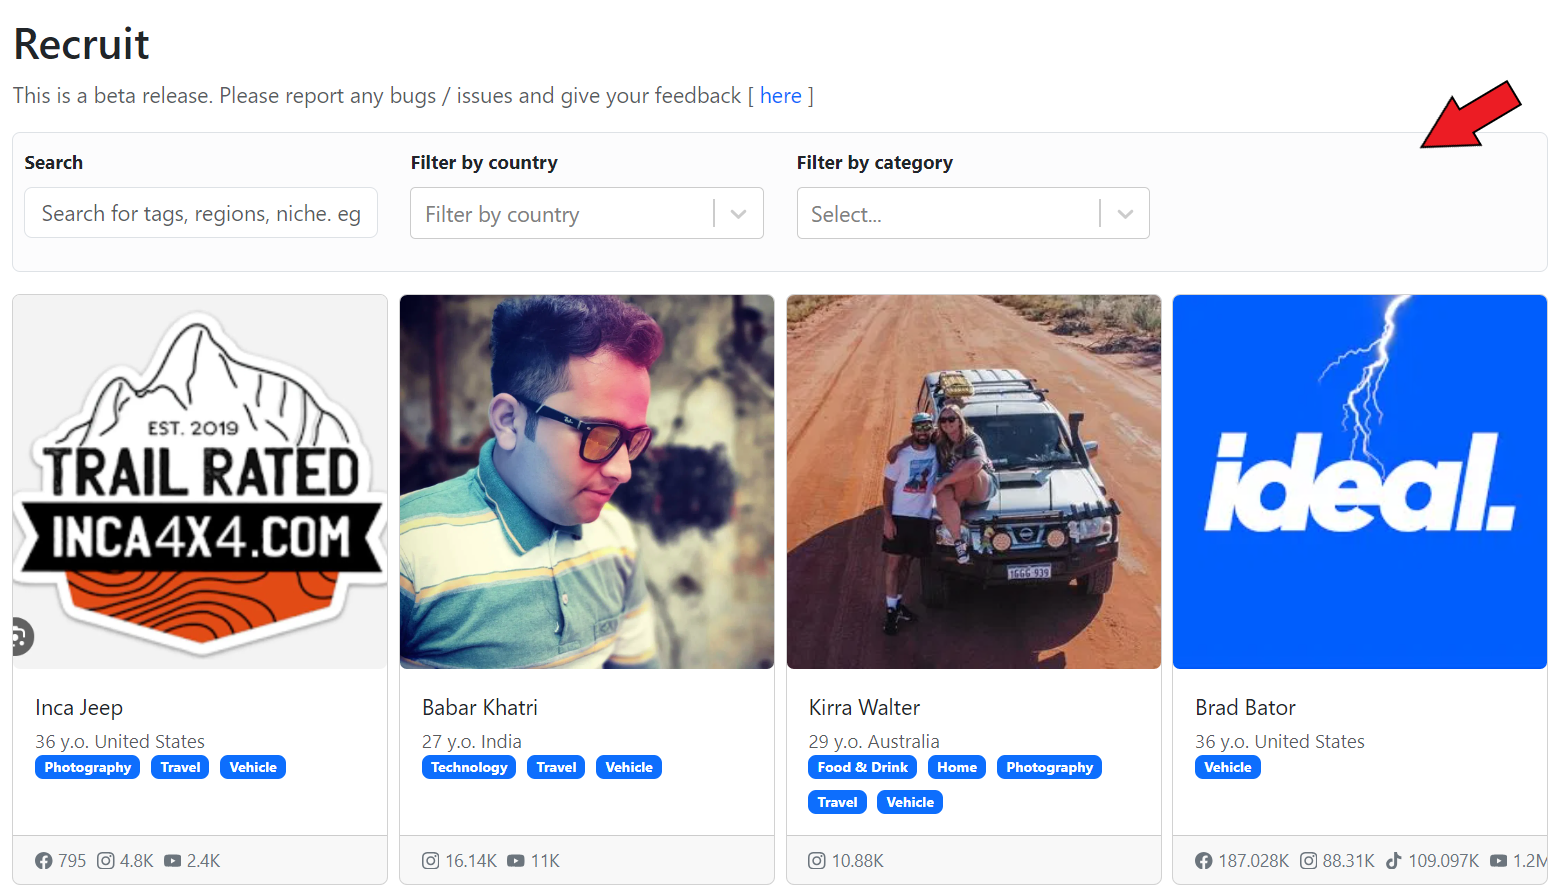 Recruit
This is a beta release. Please report any bugs / issues and give your feedback [ here ]
Search
Filter by country
Filter by category
Search for tags, regions, niche. eg
Filter by country
Select...
EST. 2019
TRAIL RATED
INCA4X4.COM
1GGG 939
ideal.
Inca Jeep
36 y.o. United States
Photography Travel Vehicle
795 4.8K 2.4K
Babar Khatri
27 y.o. India
Technology Travel Vehicle
16.14K 11K
Kirra Walter
29 y.o. Australia
Food & Drink Home Photography
Travel Vehicle
10.88K
Brad Bator
36 y.o. United States
Vehicle
187.028K 88.31K 109.097K 1.2M